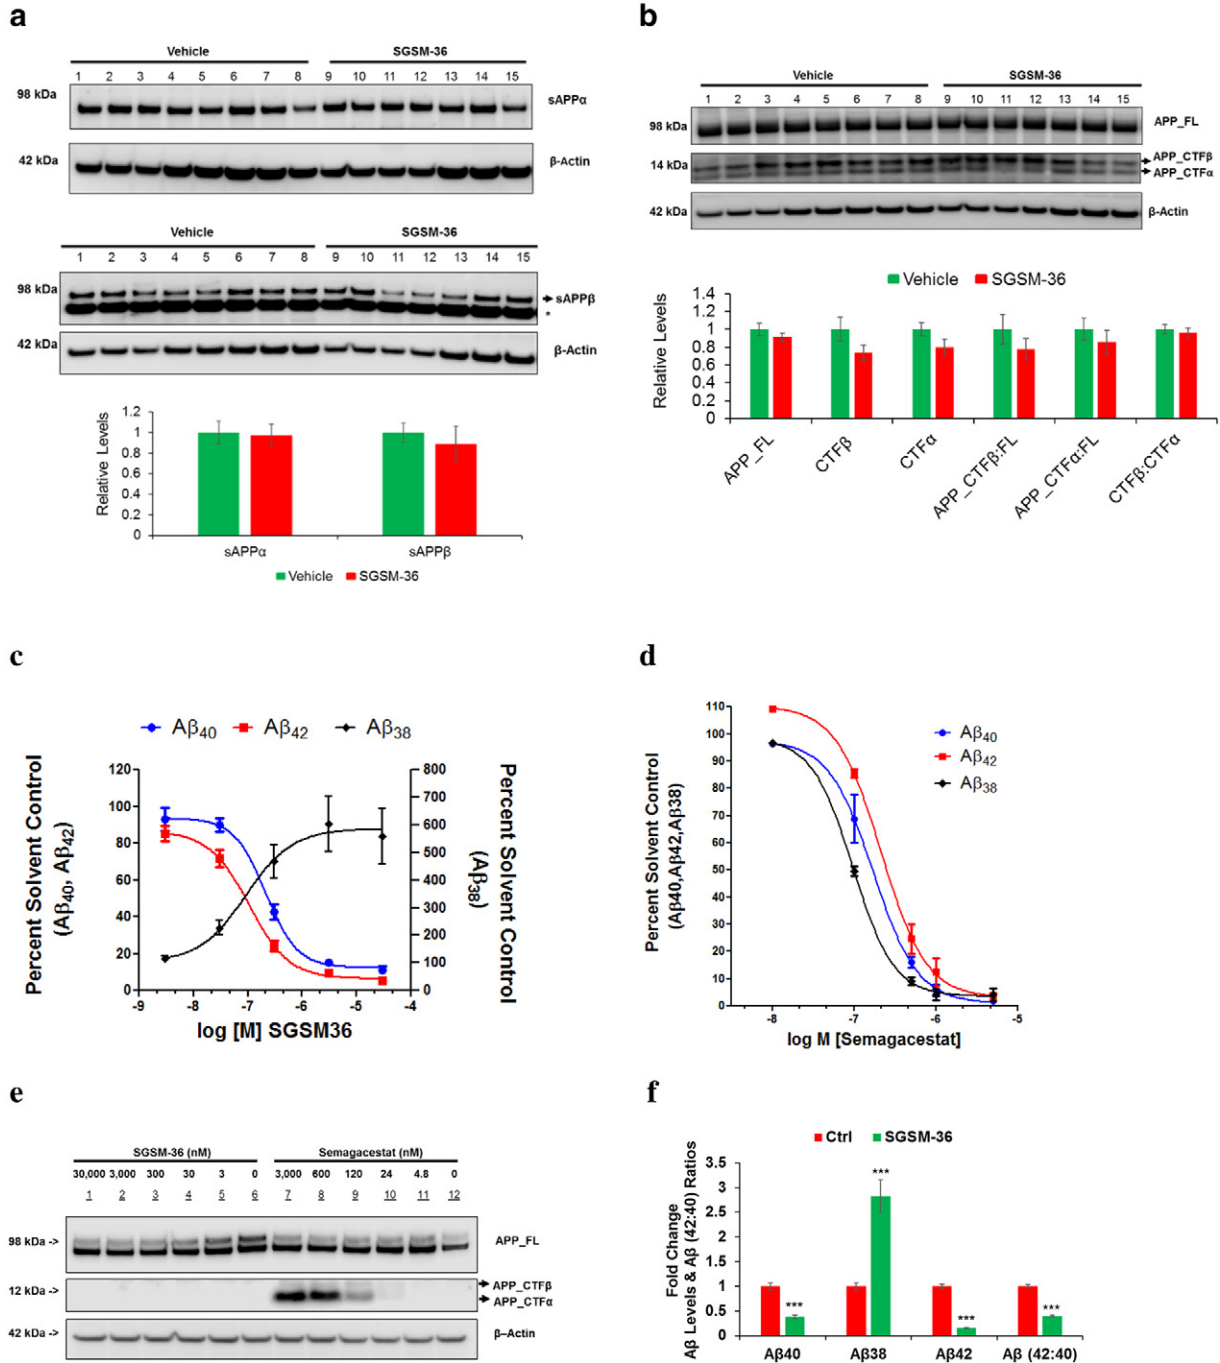 a
Vehicle SGSM-36
1 2 3 4 5 6 7 8 9 10 11 12 13 14 15
98 kDa
sAPPα
42 kDa
β-Actin
Vehicle SGSM-36
1 2 3 4 5 6 7 8 9 10 11 12 13 14 15
98 kDa
sAPPβ
*
42 kDa
β-Actin
Relative Levels
1.2
1
0.8
0.6
0.4
0.2
0
sAPPα sAPPβ
Vehicle SGSM-36
b
Vehicle SGSM-36
1 2 3 4 5 6 7 8 9 10 11 12 13 14 15
98 kDa
APP_FL
14 kDa
APP_CTFβ
APP_CTFα
42 kDa
β-Actin
Vehicle SGSM-36
Relative Levels
1.4
1.2
1
0.8
0.6
0.4
0.2
0
APP_FL
CTFβ
CTFα
APP_CTFβ:FL
APP_CTFα:FL
CTFβ:CTFα
c
Aβ40 Aβ42 Aβ38
Percent Solvent Control
(Aβ40, Aβ42)
120
100
80
60
40
20
0
800
700
600
500
400
300
200
100
0
Percent Solvent Control
(Aβ38)
-9 -8 -7 -6 -5 -4
log [M] SGSM36
d
Percent Solvent Control
(Aβ40,Aβ42,Aβ38)
110
100
90
80
70
60
50
40
30
20
10
0
Aβ40
Aβ42
Aβ38
-8 -7 -6 -5
log M [Semagacestat]
e
SGSM-36 (nM) Semagacestat (nM)
30,000 3,000 300 30 3 0 3,000 600 120 24 4.8 0
1 2 3 4 5 6 7 8 9 10 11 12
98 kDa ->
APP_FL
12 kDa ->
APP_CTFβ
APP_CTFα
42 kDa ->
β–Actin
f
Ctrl SGSM-36
Fold Change
Aβ Levels & Aβ (42:40) Ratios
3.5
3
2.5
2
1.5
1
0.5
0
***
***
***
***
Aβ40 Aβ38 Aβ42 Aβ (42:40)